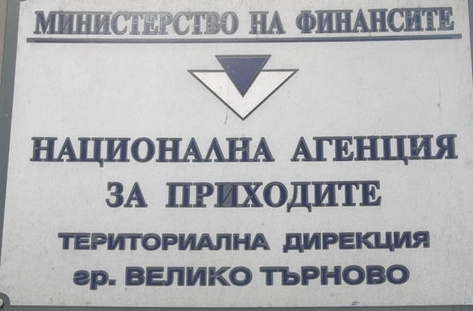 МИНИСТЕРСТВО НА ФИНАНСИТЕ
НАЦИОНАЛНА АГЕНЦИЯ
ЗА ПРИХОДИТЕ
ТЕРИТОРИАЛНА ДИРЕКЦИЯ
гр. ВЕЛИКО ТЪРНОВО